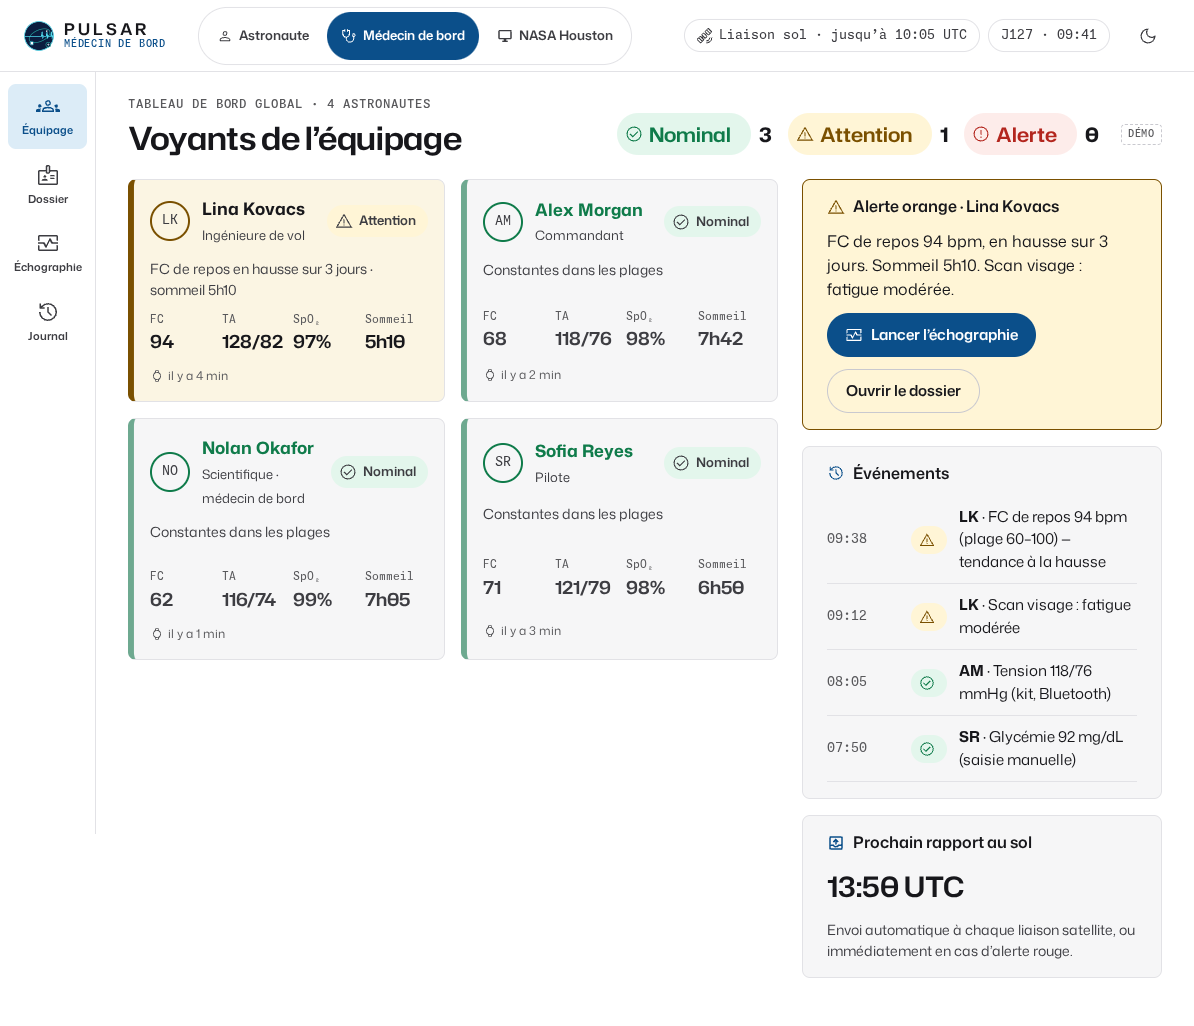 PULSAR
MÉDECIN DE BORD
Astronaute
Médecin de bord
NASA Houston
Liaison sol · jusqu’à 10:05 UTC
J127 · 09:41
Équipage
Dossier
Échographie
Journal
TABLEAU DE BORD GLOBAL · 4 ASTRONAUTES
Voyants de l’équipage
Nominal 3
Attention 1
Alerte 0
DÉMO
LK
Lina Kovacs
Ingénieure de vol
Attention
FC de repos en hausse sur 3 jours ·
sommeil 5h10
FC TA SpO₂ Sommeil
94 128/82 97% 5h10
il y a 4 min
AM
Alex Morgan
Commandant
Nominal
Constantes dans les plages
FC TA SpO₂ Sommeil
68 118/76 98% 7h42
il y a 2 min
NO
Nolan Okafor
Scientifique ·
médecin de bord
Nominal
Constantes dans les plages
FC TA SpO₂ Sommeil
62 116/74 99% 7h05
il y a 1 min
SR
Sofia Reyes
Pilote
Nominal
Constantes dans les plages
FC TA SpO₂ Sommeil
71 121/79 98% 6h50
il y a 3 min
Alerte orange · Lina Kovacs
FC de repos 94 bpm, en hausse sur 3
jours. Sommeil 5h10. Scan visage :
fatigue modérée.
Lancer l’échographie
Ouvrir le dossier
Événements
09:38
LK · FC de repos 94 bpm
(plage 60–100) —
tendance à la hausse
09:12
LK · Scan visage : fatigue
modérée
08:05
AM · Tension 118/76
mmHg (kit, Bluetooth)
07:50
SR · Glycémie 92 mg/dL
(saisie manuelle)
Prochain rapport au sol
13:50 UTC
Envoi automatique à chaque liaison satellite, ou
immédiatement en cas d’alerte rouge.